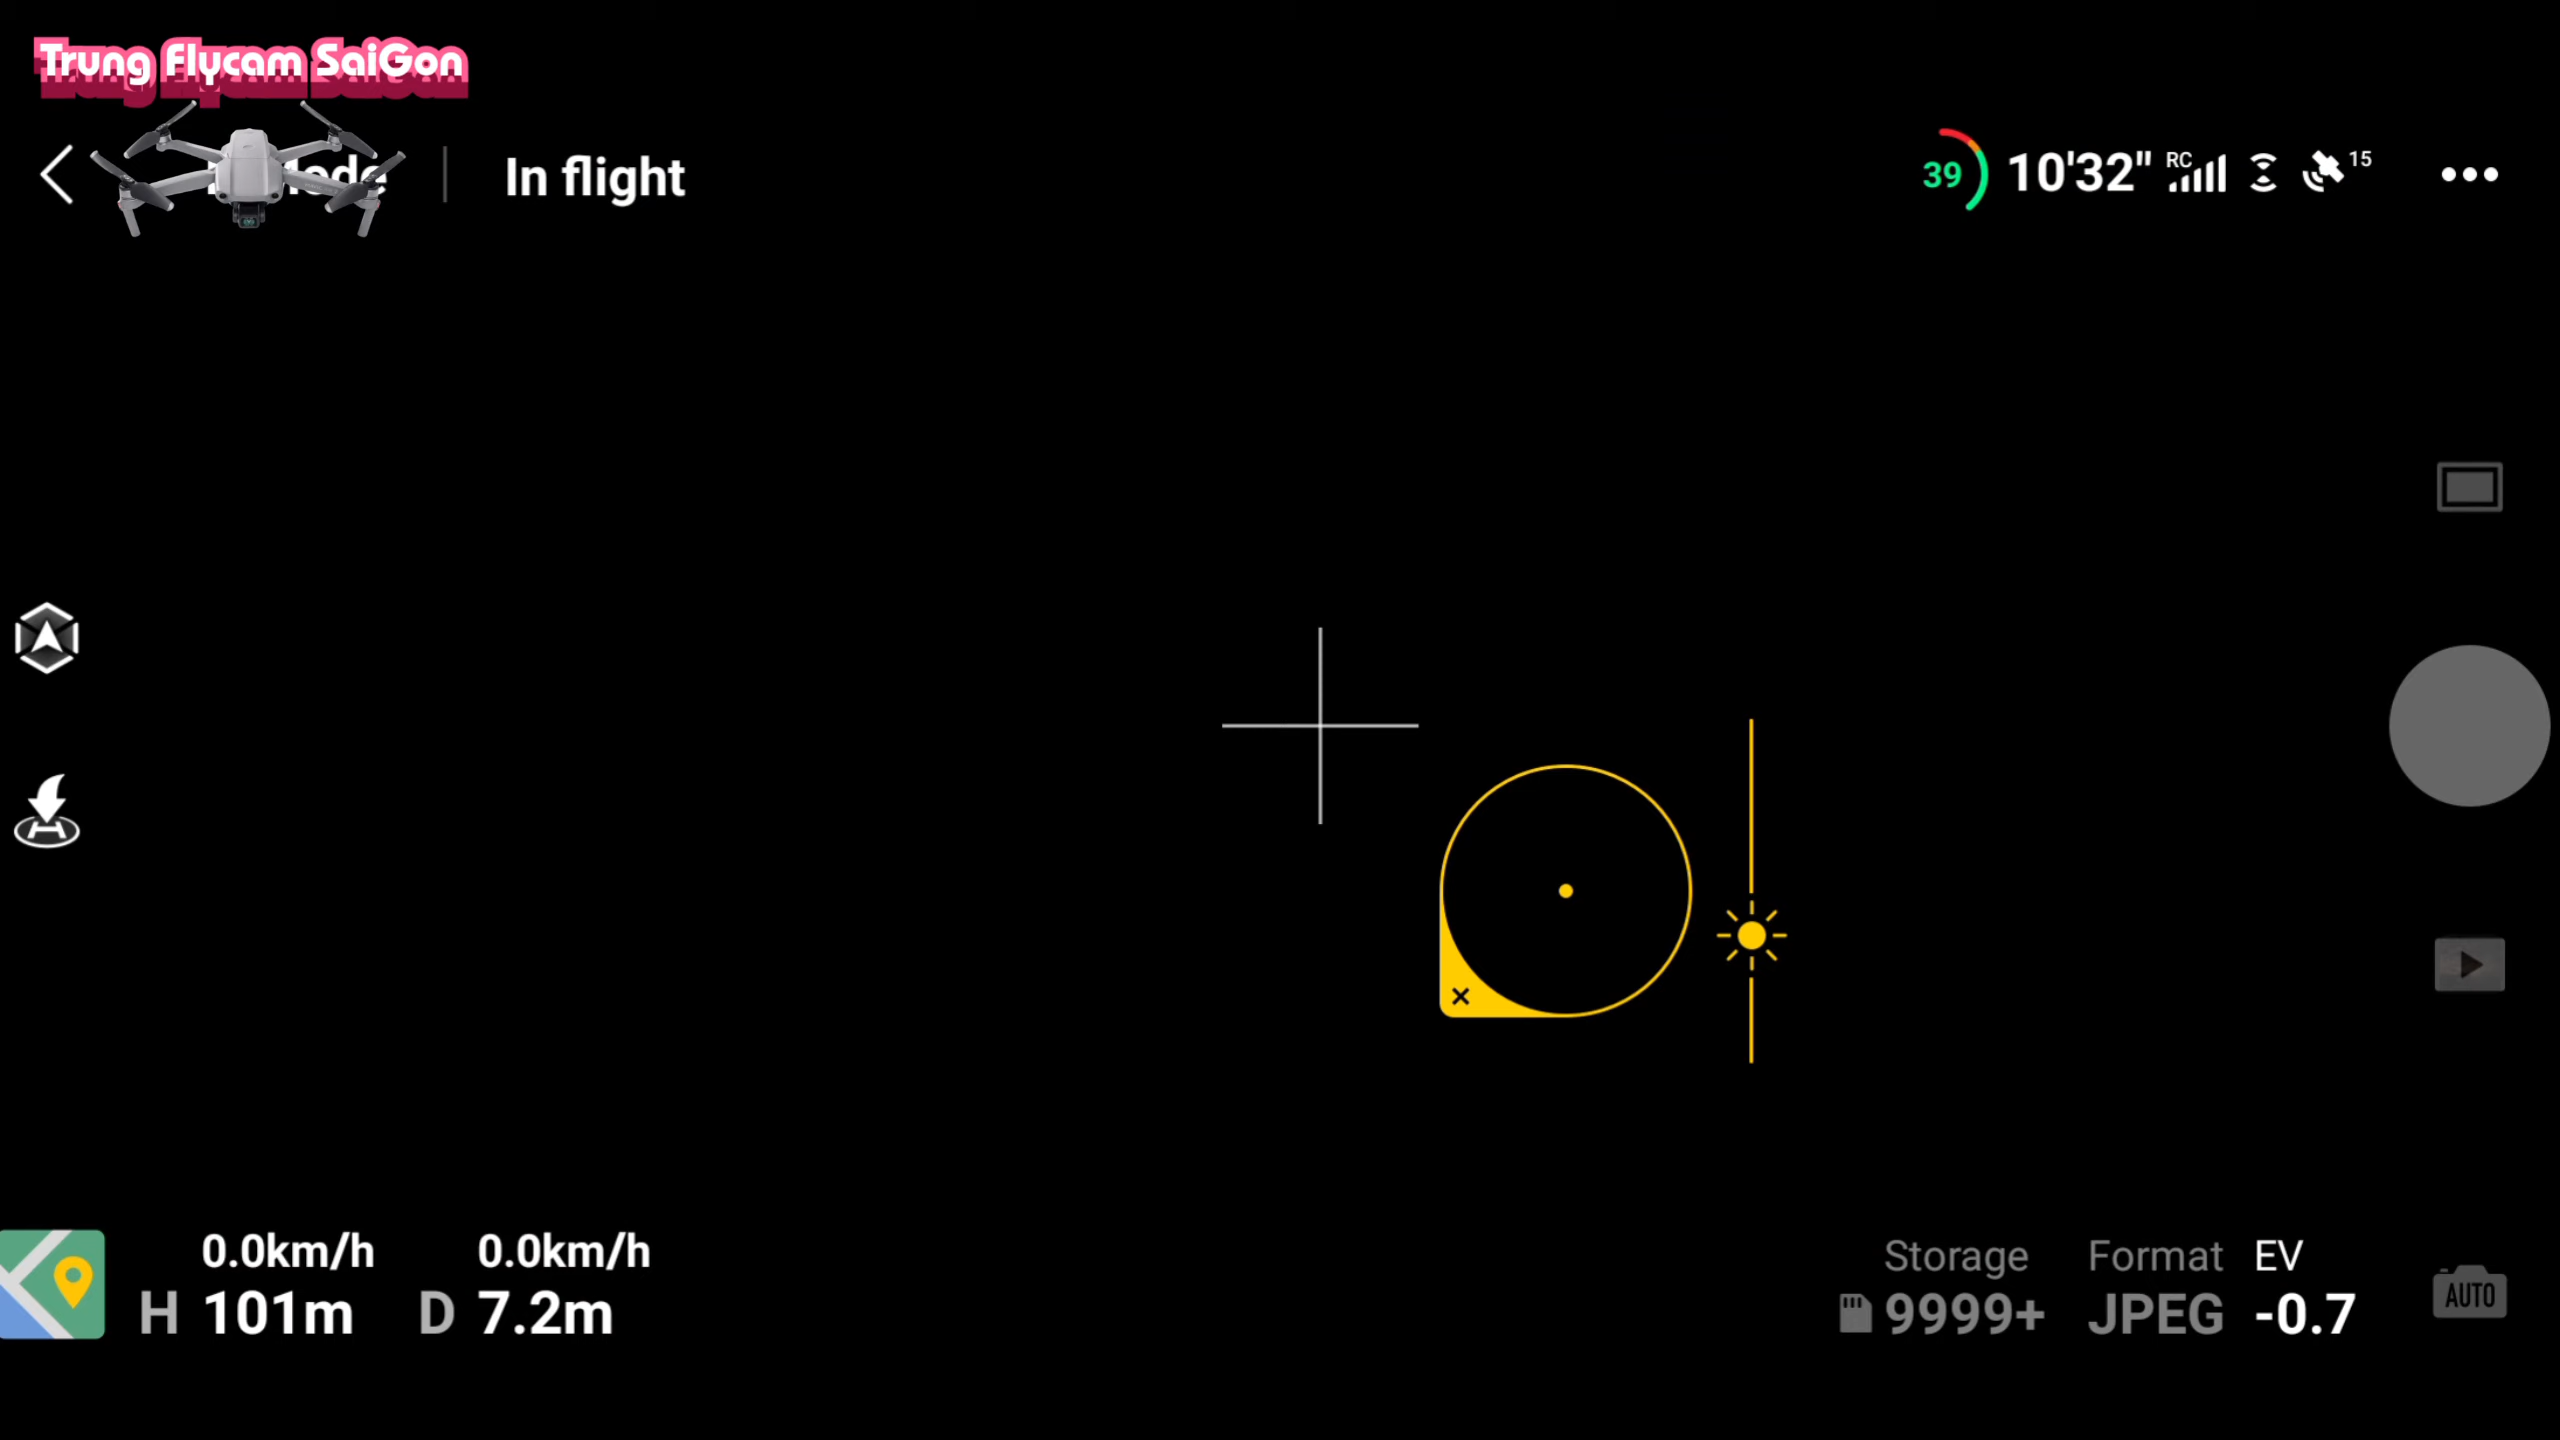 Trung Flycam SaiGon
In flight
39 10'32" RC 15
0.0km/h 0.0km/h
H 101m D 7.2m
Storage Format EV
9999+ JPEG -0.7
AUTO